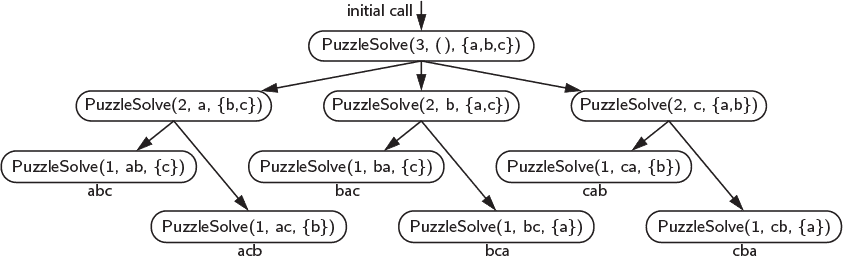 initial call
PuzzleSolve(3, ( ), {a,b,c})
PuzzleSolve(2, a, {b,c})
PuzzleSolve(2, b, {a,c})
PuzzleSolve(2, c, {a,b})
PuzzleSolve(1, ab, {c})
PuzzleSolve(1, ba, {c})
PuzzleSolve(1, ca, {b})
abc
bac
cab
PuzzleSolve(1, ac, {b})
PuzzleSolve(1, bc, {a})
PuzzleSolve(1, cb, {a})
acb
bca
cba